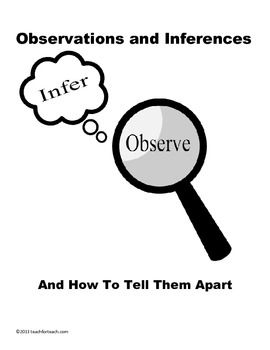 Observations and Inferences
Infer
Observe
And How To Tell Them Apart
©2013 teachforteach.com